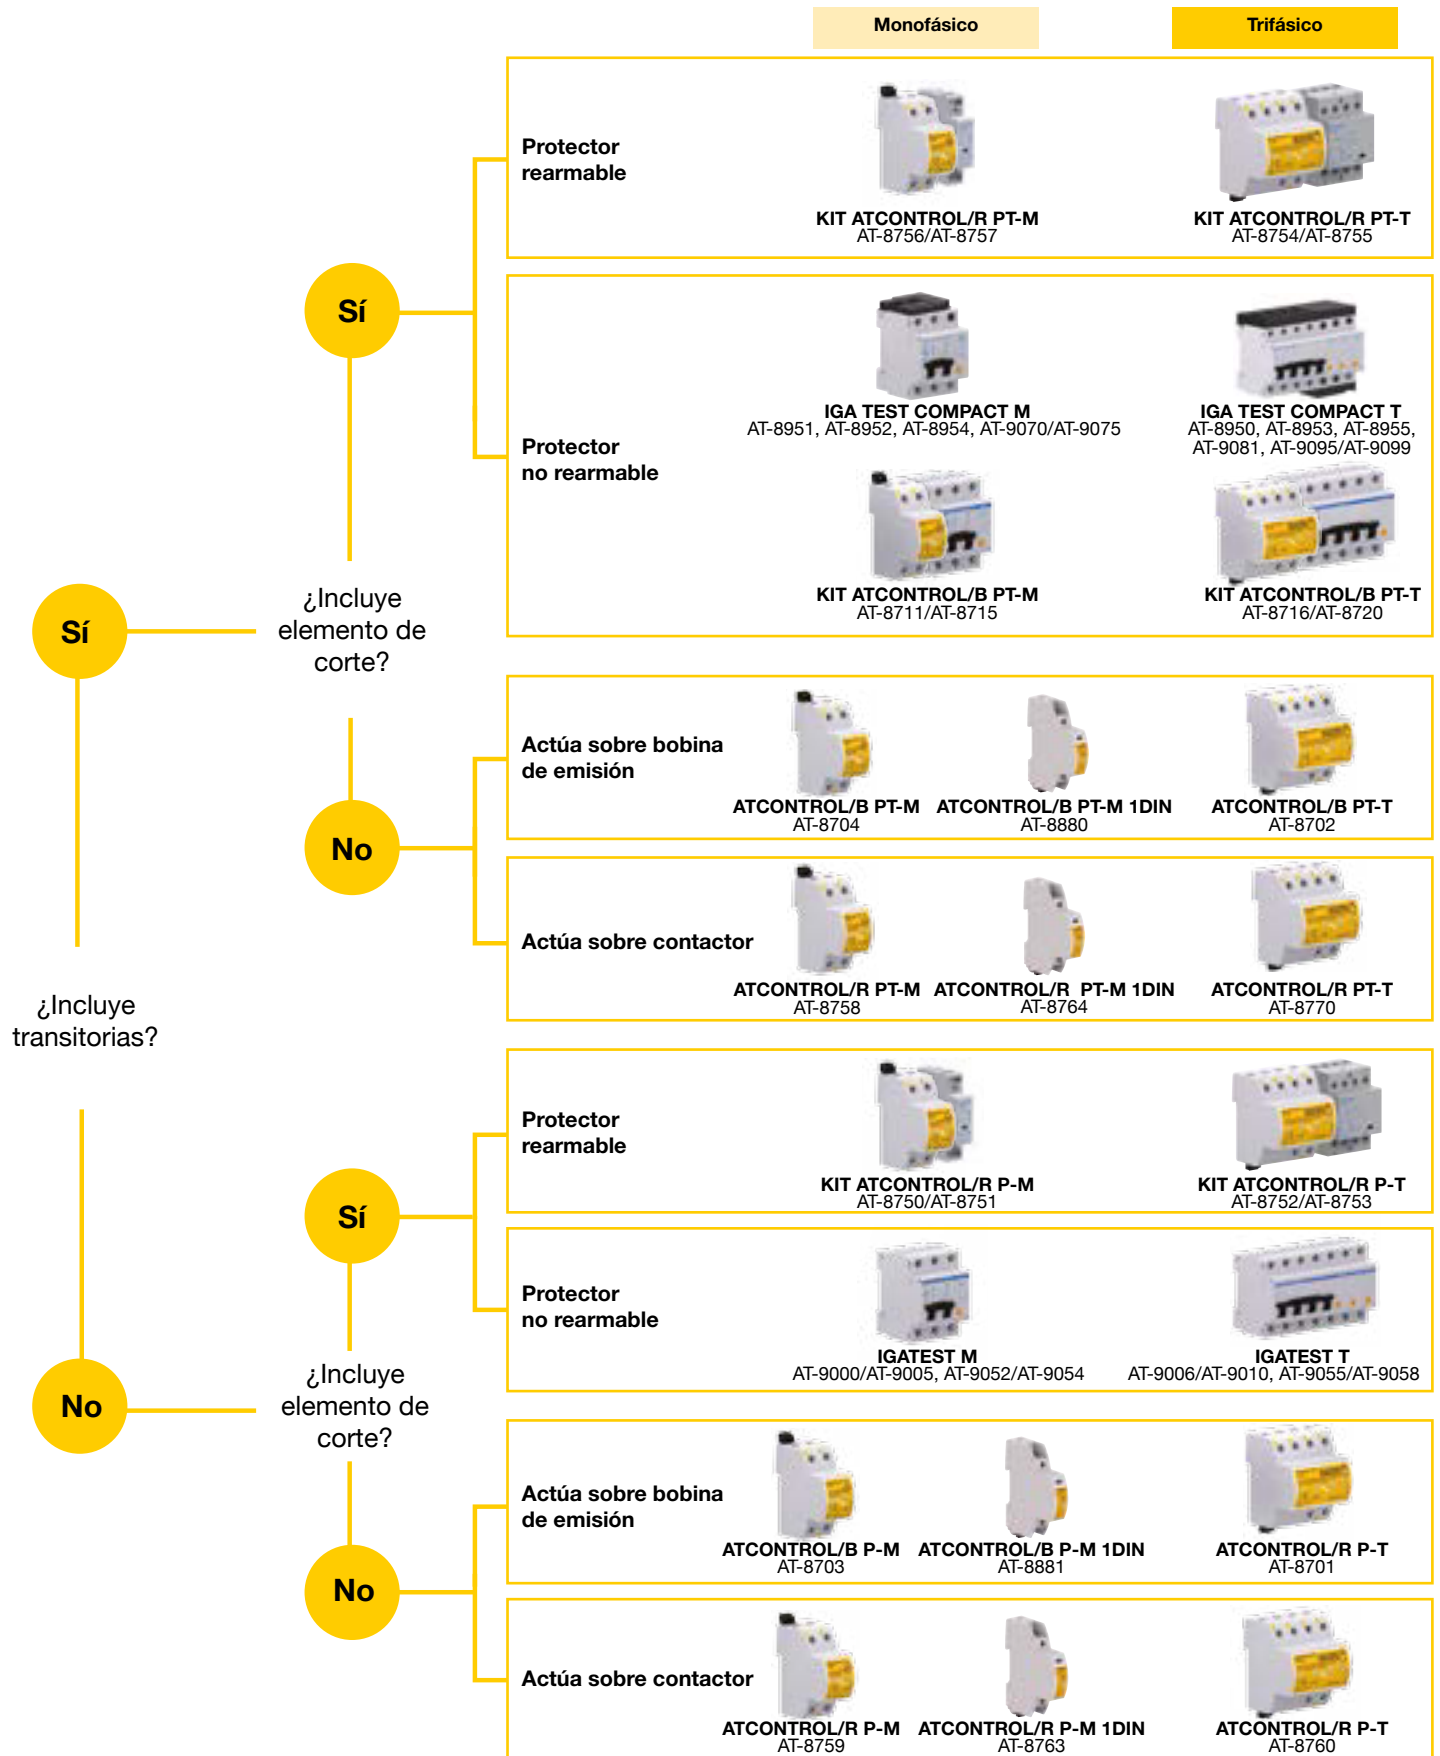 Monofásico
Trifásico
Protector
rearmable
KIT ATCONTROL/R PT-M
AT-8756/AT-8757
KIT ATCONTROL/R PT-T
AT-8754/AT-8755
Sí
Protector
no rearmable
IGA TEST COMPACT M
AT-8951, AT-8952, AT-8954, AT-9070/AT-9075
IGA TEST COMPACT T
AT-8950, AT-8953, AT-8955,
AT-9081, AT-9095/AT-9099
KIT ATCONTROL/B PT-M
AT-8711/AT-8715
KIT ATCONTROL/B PT-T
AT-8716/AT-8720
Sí
¿Incluye
elemento de
corte?
Actúa sobre bobina
de emisión
ATCONTROL/B PT-M
AT-8704
ATCONTROL/B PT-M 1DIN
AT-8880
ATCONTROL/B PT-T
AT-8702
No
Actúa sobre contactor
ATCONTROL/R PT-M
AT-8758
ATCONTROL/R PT-M 1DIN
AT-8764
ATCONTROL/R PT-T
AT-8770
¿Incluye
transitorias?
Protector
rearmable
KIT ATCONTROL/R P-M
AT-8750/AT-8751
KIT ATCONTROL/R P-T
AT-8752/AT-8753
Sí
Protector
no rearmable
IGATEST M
AT-9000/AT-9005, AT-9052/AT-9054
IGATEST T
AT-9006/AT-9010, AT-9055/AT-9058
No
¿Incluye
elemento de
corte?
Actúa sobre bobina
de emisión
ATCONTROL/B P-M
AT-8703
ATCONTROL/B P-M 1DIN
AT-8881
ATCONTROL/R P-T
AT-8701
No
Actúa sobre contactor
ATCONTROL/R P-M
AT-8759
ATCONTROL/R P-M 1DIN
AT-8763
ATCONTROL/R P-T
AT-8760